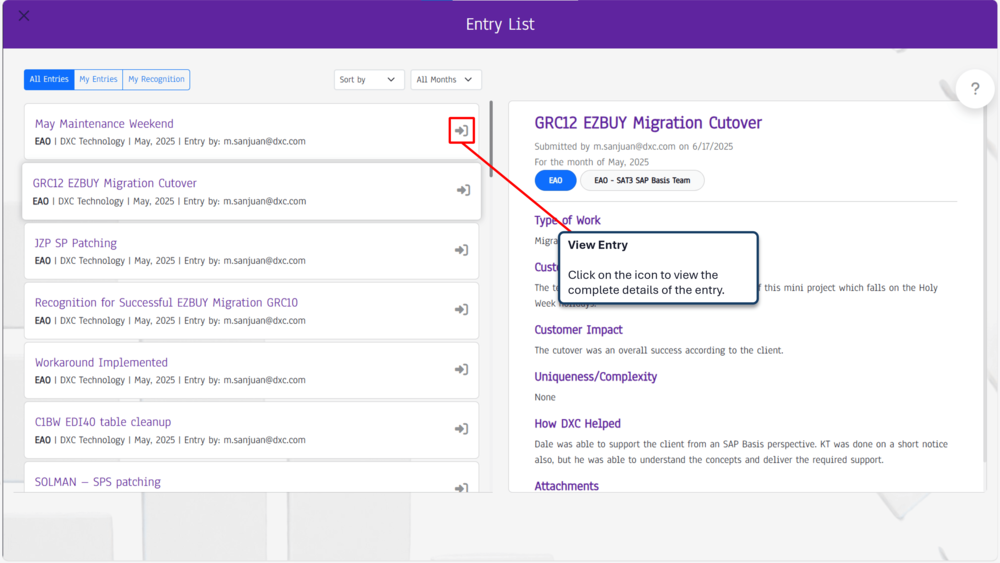 Entry List
All Entries
My Entries
My Recognition
Sort by
All Months
?
May Maintenance Weekend
EAO | DXC Technology | May, 2025 | Entry by: m.sanjuan@dxc.com
GRC12 EZBUY Migration Cutover
EAO | DXC Technology | May, 2025 | Entry by: m.sanjuan@dxc.com
JZP SP Patching
EAO | DXC Technology | May, 2025 | Entry by: m.sanjuan@dxc.com
Recognition for Successful EZBUY Migration GRC10
EAO | DXC Technology | May, 2025 | Entry by: m.sanjuan@dxc.com
Workaround Implemented
EAO | DXC Technology | May, 2025 | Entry by: m.sanjuan@dxc.com
C1BW EDI40 table cleanup
EAO | DXC Technology | May, 2025 | Entry by: m.sanjuan@dxc.com
SOLMAN – SPS patching
GRC12 EZBUY Migration Cutover
Submitted by m.sanjuan@dxc.com on 6/17/2025
For the month of May, 2025
EAO
EAO - SAT3 SAP Basis Team
Type of Work
View Entry
Click on the icon to view the
complete details of the entry.
The
f this mini project which falls on the Holy
Week holidays.
Customer Impact
The cutover was an overall success according to the client.
Uniqueness/Complexity
None
How DXC Helped
Dale was able to support the client from an SAP Basis perspective. KT was done on a short notice
also, but he was able to understand the concepts and deliver the required support.
Attachments